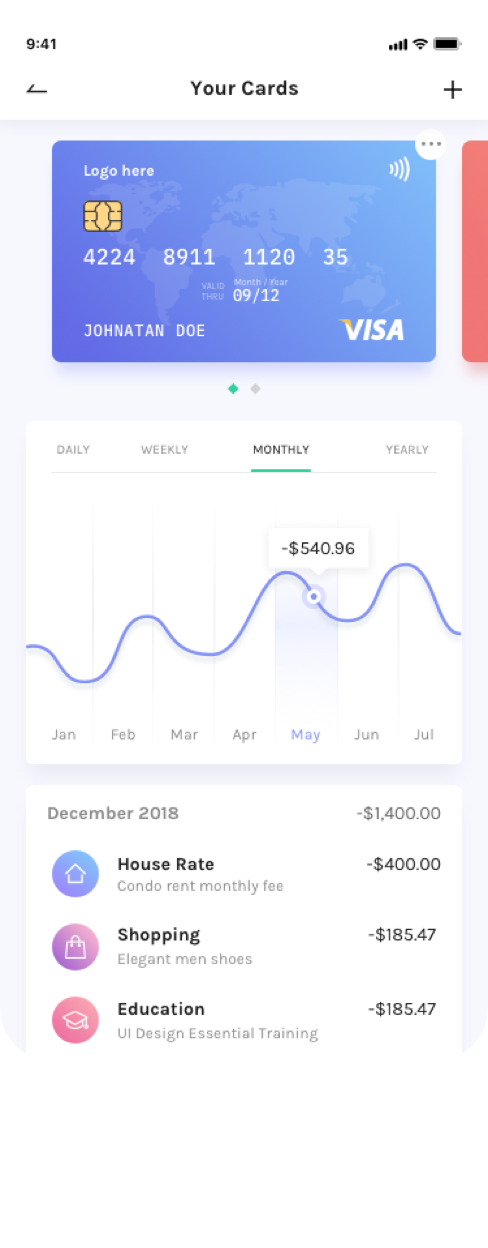 9:41
Your Cards
Logo here
4224 8911 1120 35
Month / Year
VALID THRU 09/12
JOHNATAN DOE VISA
DAILY WEEKLY MONTHLY YEARLY
-$540.96
Jan Feb Mar Apr May Jun Jul
December 2018 -$1,400.00
House Rate -$400.00
Condo rent monthly fee
Shopping -$185.47
Elegant men shoes
Education -$185.47
UI Design Essential Training